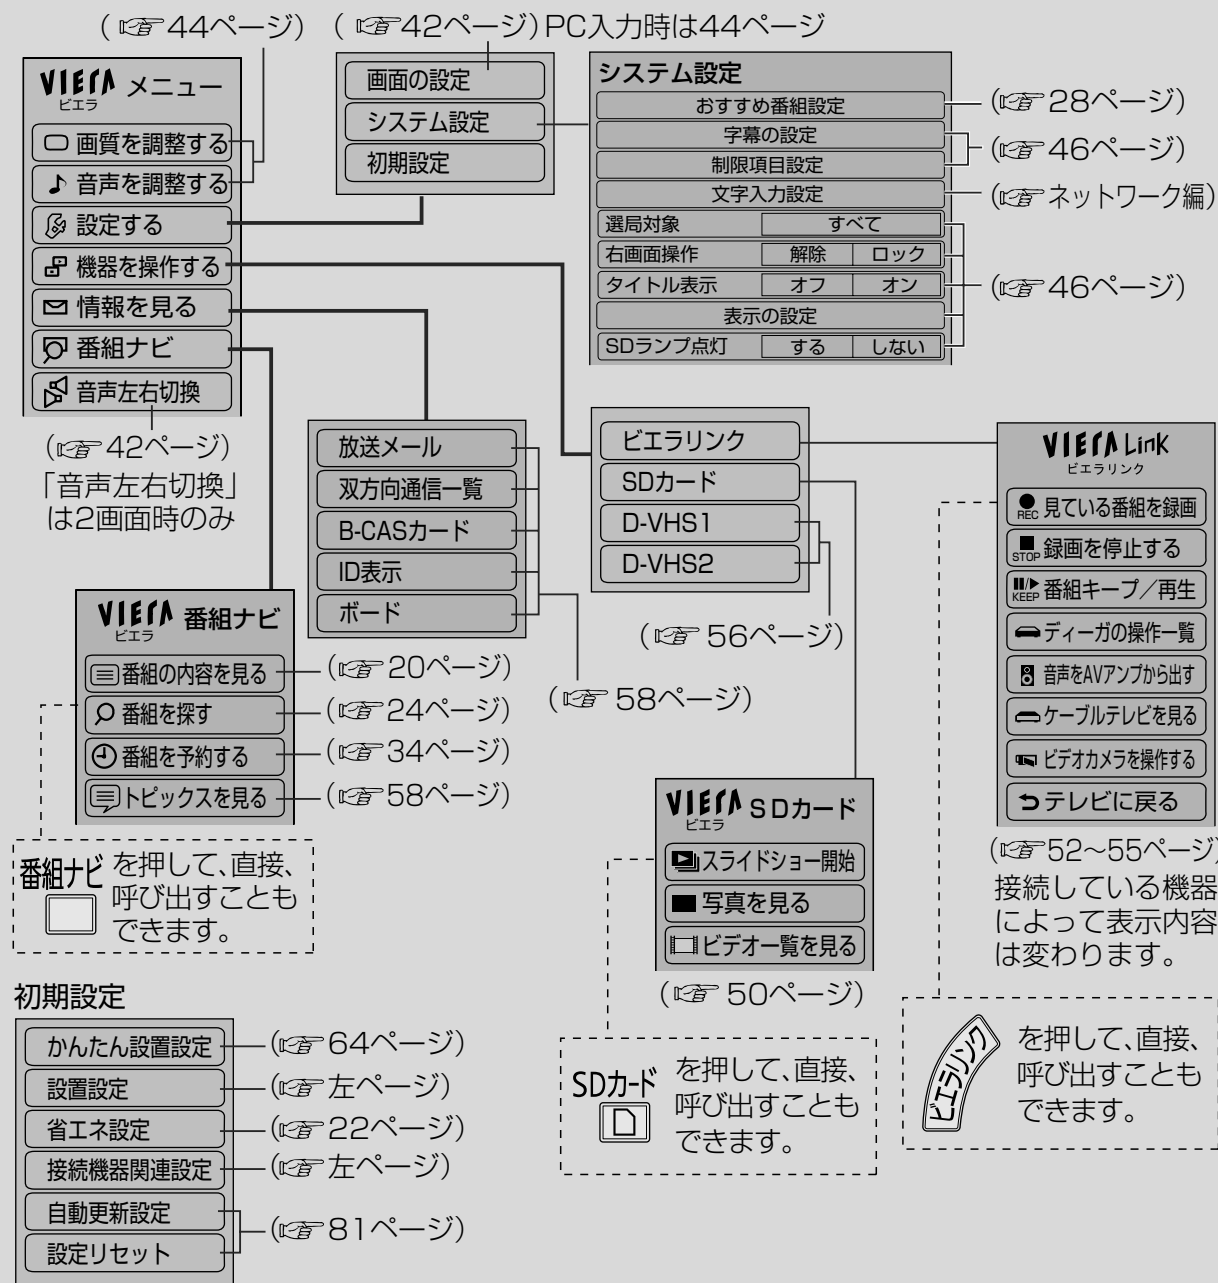 (☞44ページ)
(☞42ページ) PC入力時は44ページ
VIERA メニュー
ビエラ
画質を調整する
音声を調整する
設定する
機器を操作する
情報を見る
番組ナビ
音声左右切換
(☞42ページ)
「音声左右切換」
は2画面時のみ
画面の設定
システム設定
初期設定
システム設定
おすすめ番組設定
(☞28ページ)
字幕の設定
制限項目設定
(☞46ページ)
文字入力設定
(☞ネットワーク編)
選局対象 すべて
右画面操作 解除 ロック
タイトル表示 オフ オン
表示の設定
SDランプ点灯 する しない
(☞46ページ)
放送メール
双方向通信一覧
B-CASカード
ID表示
ボード
(☞58ページ)
ビエラリンク
SDカード
D-VHS1
D-VHS2
(☞56ページ)
VIERA Link
ビエラリンク
REC 見ている番組を録画
STOP 録画を停止する
KEEP 番組キープ/再生
ディーガの操作一覧
音声をAVアンプから出す
ケーブルテレビを見る
ビデオカメラを操作する
テレビに戻る
(☞52～55ページ)
接続している機器
によって表示内容
は変わります。
VIERA 番組ナビ
ビエラ
番組の内容を見る (☞20ページ)
番組を探す (☞24ページ)
番組を予約する (☞34ページ)
トピックスを見る (☞58ページ)
番組ナビ を押して、直接、
呼び出すことも
できます。
VIERA SDカード
ビエラ
スライドショー開始
写真を見る
ビデオ一覧を見る
(☞50ページ)
SDカード を押して、直接、
呼び出すことも
できます。
ビエラリンク を押して、直接、
呼び出すことも
できます。
初期設定
かんたん設置設定 (☞64ページ)
設置設定 (☞左ページ)
省エネ設定 (☞22ページ)
接続機器関連設定 (☞左ページ)
自動更新設定
設定リセット
(☞81ページ)